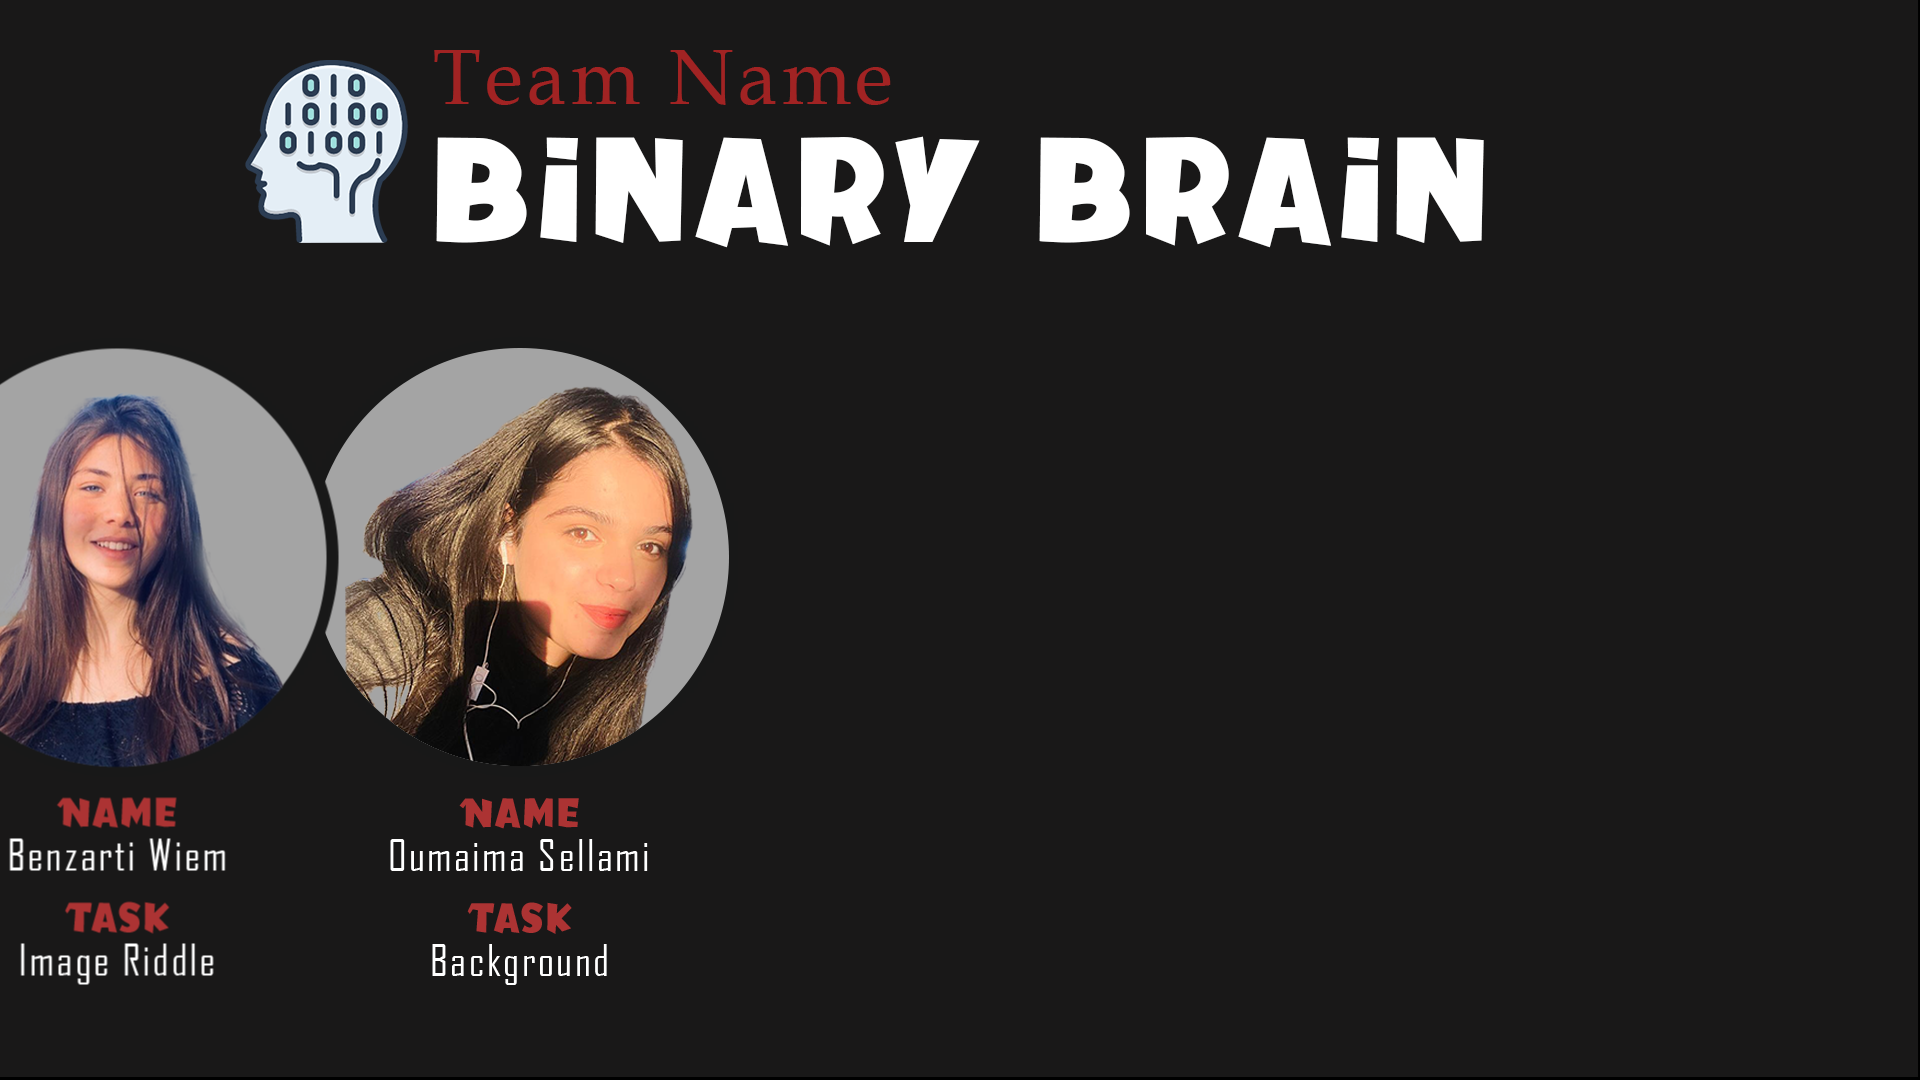 Team Name
BiNARY BRAiN
010
10100
01001
NAME
Benzarti Wiem
TASK
Image Riddle
NAME
Oumaima Sellami
TASK
Background